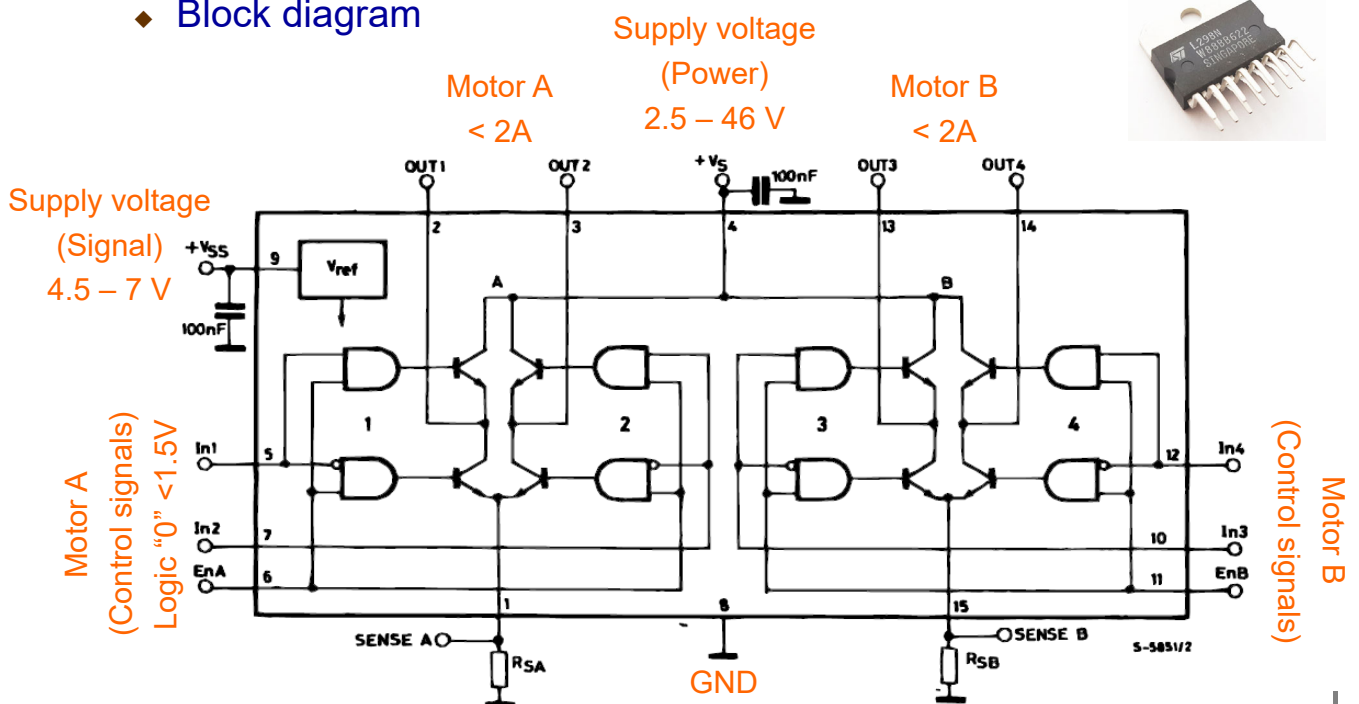 ◆ Block diagram
Supply voltage
(Power)
2.5 – 46 V
Motor A
< 2A
Motor B
< 2A
L298N
W8888622
SINGAPORE
OUT1
OUT2
+VS
100nF
OUT3
OUT4
Supply voltage
(Signal)
4.5 – 7 V
+VSS
100nF
2
3
4
13
14
9
Vref
A
B
1
2
3
4
Motor A
(Control signals)
Logic “0” <1.5V
In1
5
In2
7
EnA
6
12
In4
10
In3
11
EnB
Motor B
(Control signals)
1
8
15
SENSE A
RSA
GND
SENSE B
RSB
S-5851/2